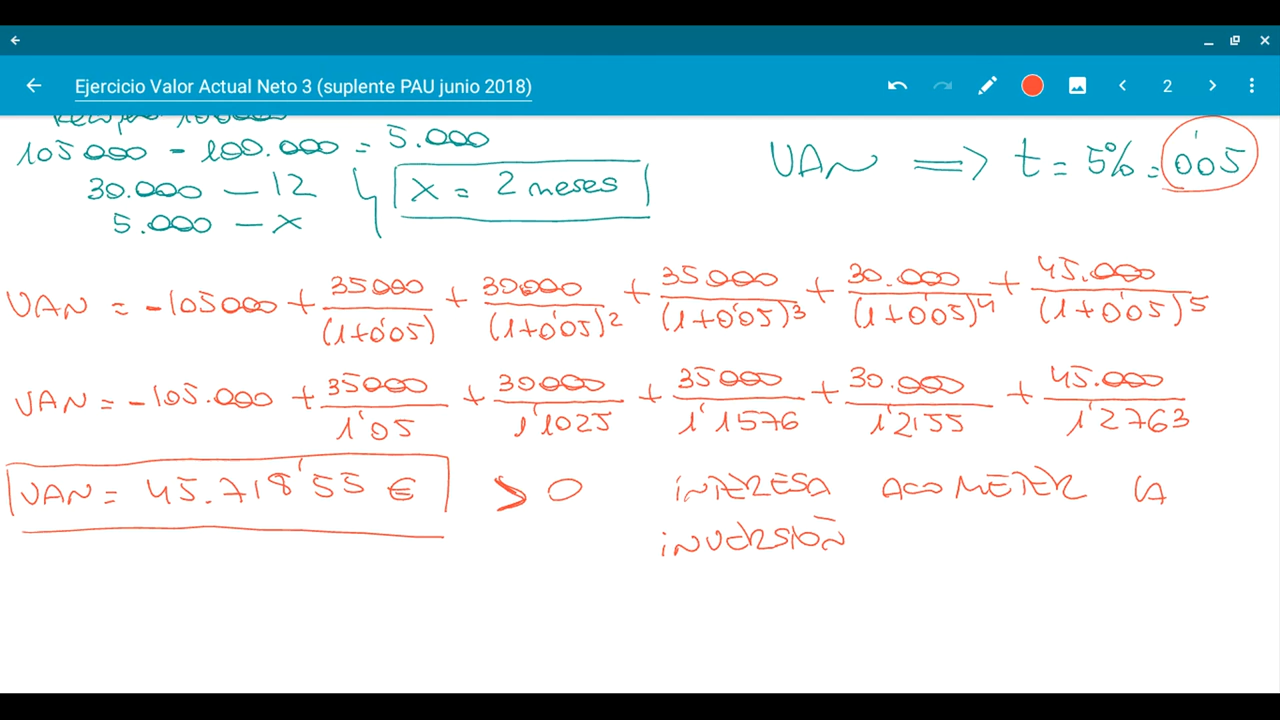 Ejercicio Valor Actual Neto 3 (suplente PAU junio 2018)
2
105000 - 100.000 = 5.000
30.000 - 12
5.000 - X
X = 2 meses
VAN => t = 5% = 0'05
VAN = -105000 + 35000/(1+0'05) + 30.000/(1+0'05)^2 + 35.000/(1+0'05)^3 + 30.000/(1+0'05)^4 + 45.000/(1+0'05)^5
VAN = -105.000 + 35000/1'05 + 30000/1'1025 + 35000/1'1576 + 30.000/1'2155 + 45.000/1'2763
VAN = 45.718'55 € > 0 INTERESA ACOMETER LA
INVERSIÓN